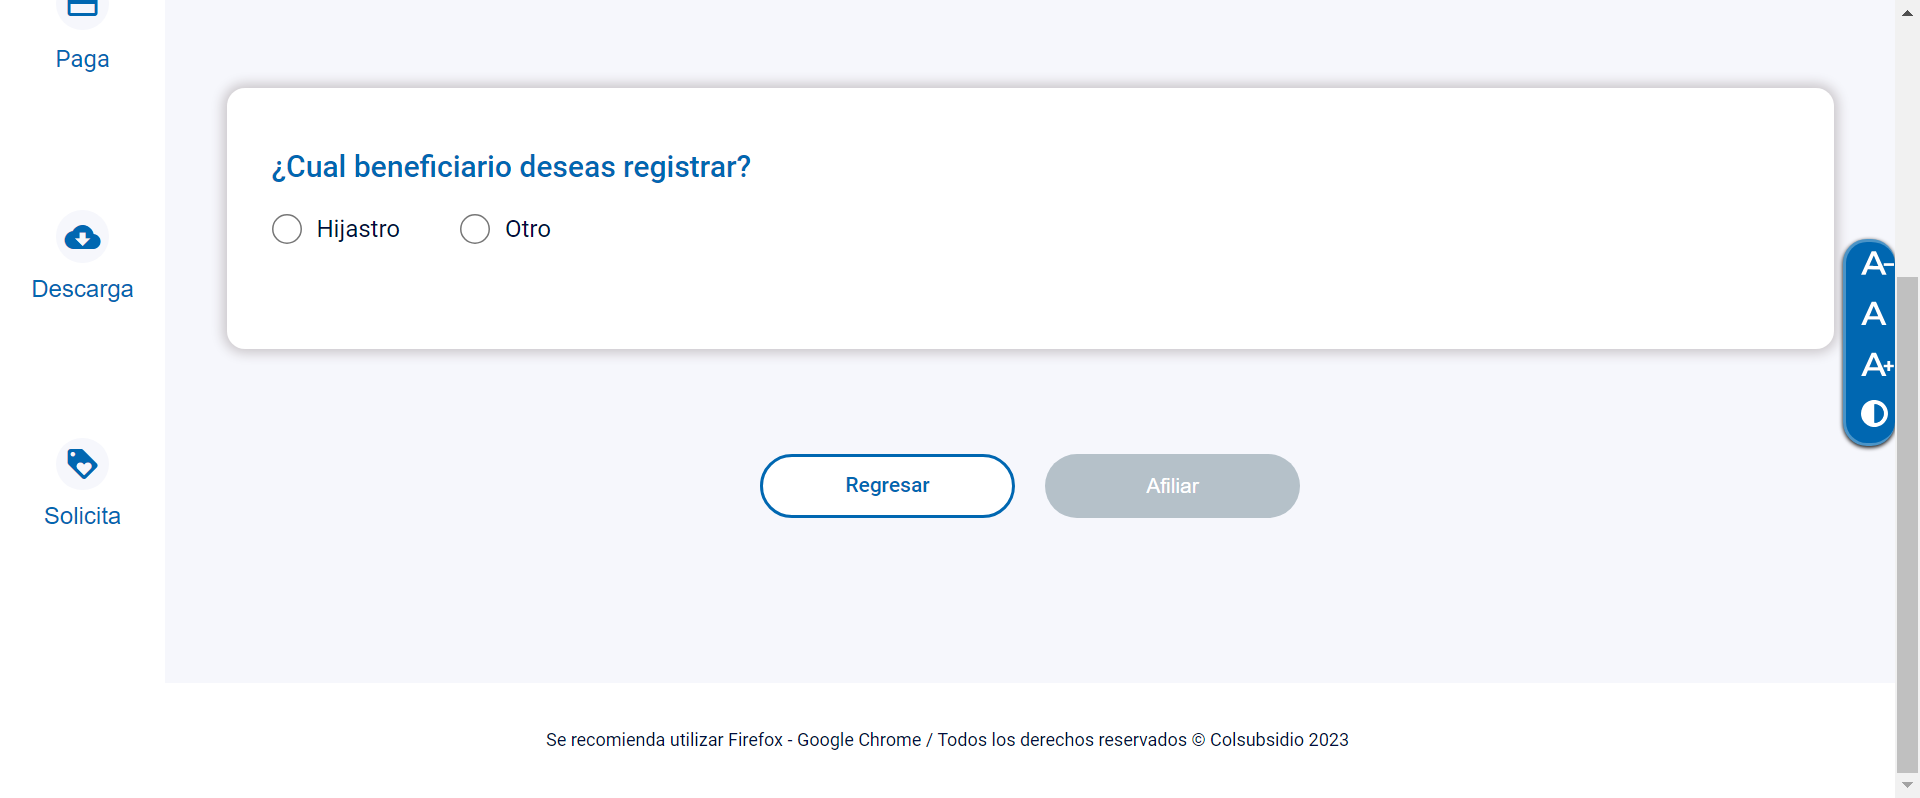 Paga
Descarga
Solicita
¿Cual beneficiario deseas registrar?
Hijastro
Otro
Regresar
Afiliar
A-
A
A+
Se recomienda utilizar Firefox - Google Chrome / Todos los derechos reservados © Colsubsidio 2023